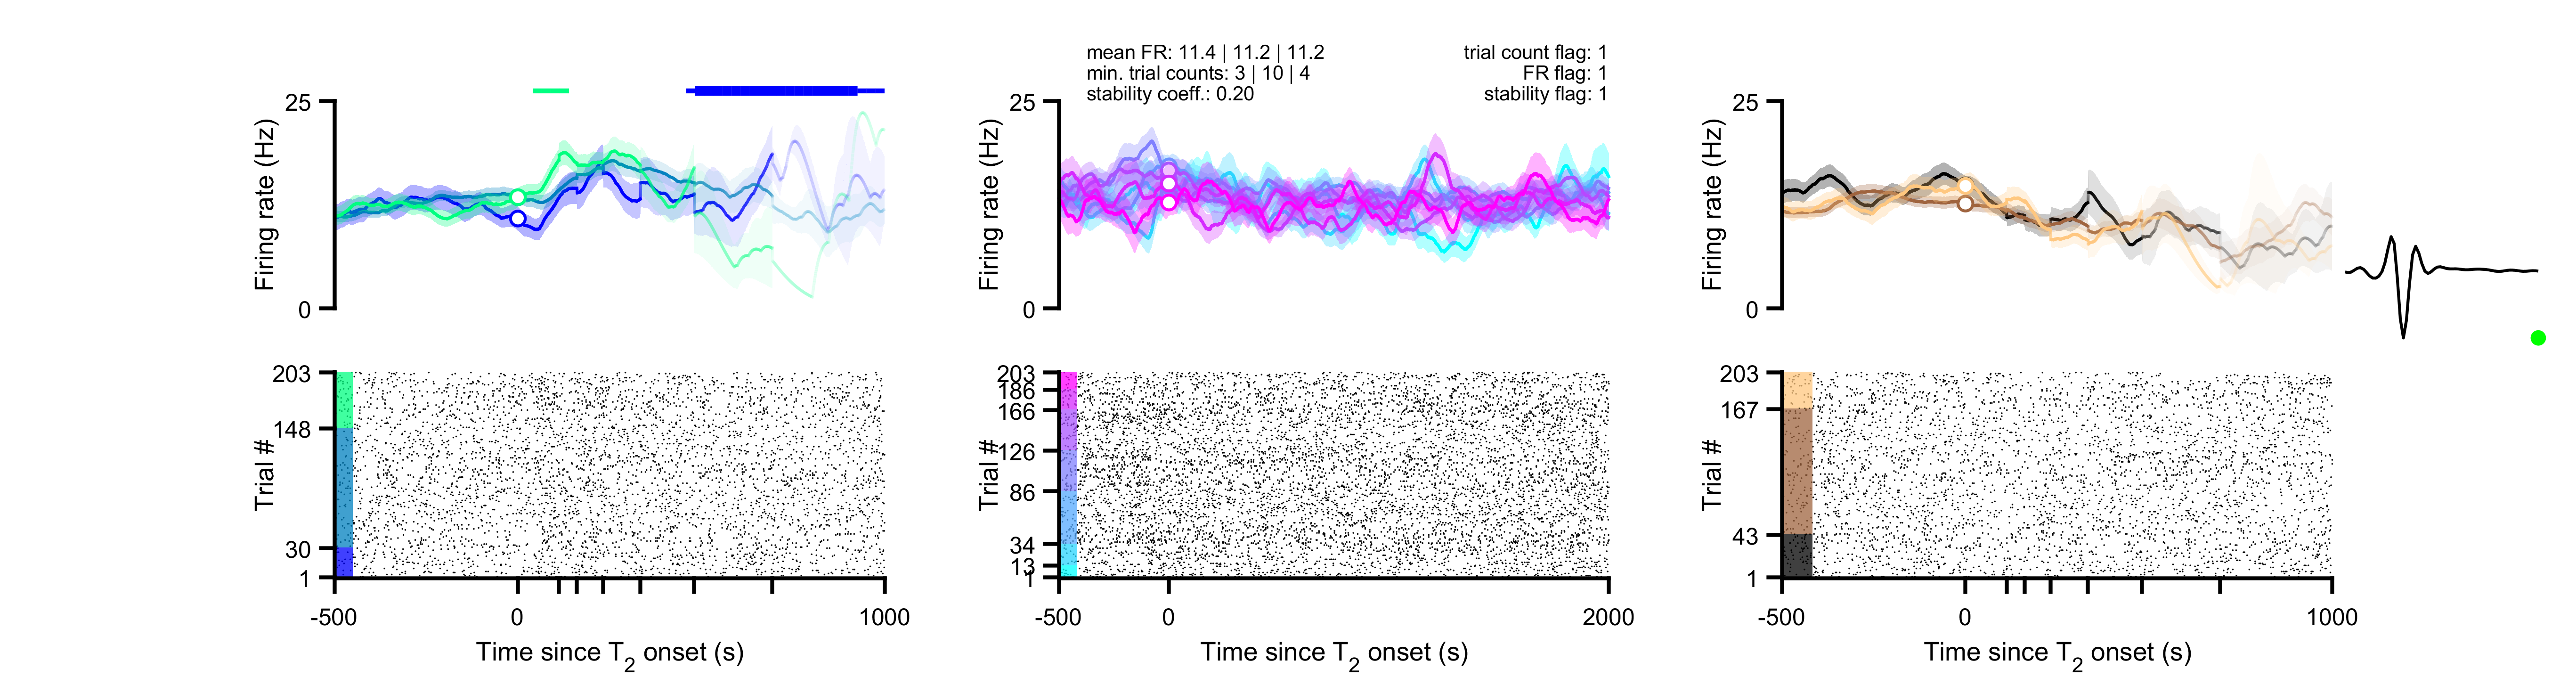 mean FR: 11.4 | 11.2 | 11.2
min. trial counts: 3 | 10 | 4
stability coeff.: 0.20
trial count flag: 1
FR flag: 1
stability flag: 1
25
Firing rate (Hz)
0
25
Firing rate (Hz)
0
25
Firing rate (Hz)
0
203
148
Trial #
30
1
-500
0
1000
Time since T2 onset (s)
203
186
166
126
Trial #
86
34
13
1
-500
0
2000
Time since T2 onset (s)
203
167
Trial #
43
1
-500
0
1000
Time since T2 onset (s)